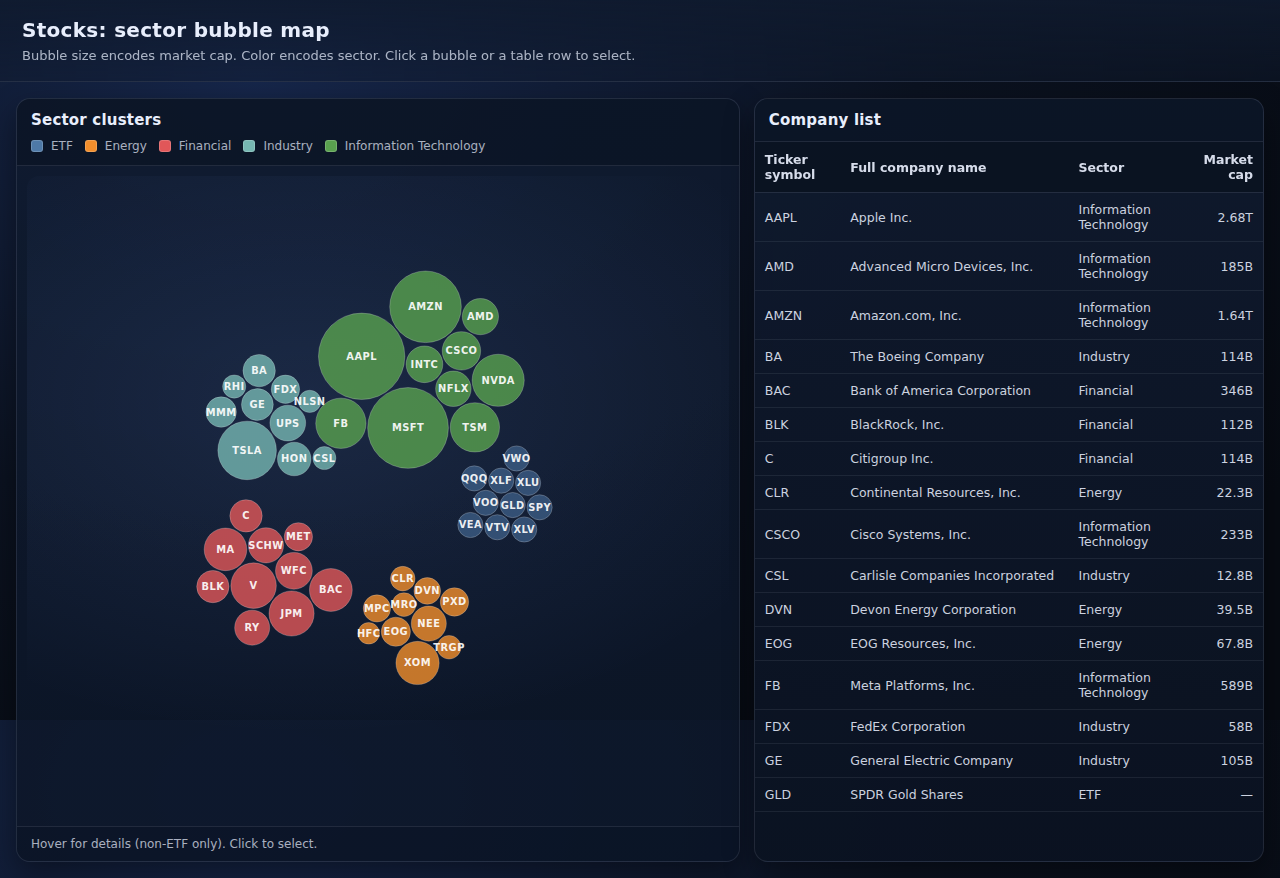 Stocks: sector bubble map
Bubble size encodes market cap. Color encodes sector. Click a bubble or a table row to select.
Sector clusters
ETF Energy Financial Industry Information Technology
AMZN
AMD
AAPL
CSCO
INTC
NVDA
NFLX
FB
MSFT
TSM
BA
RHI
FDX
NLSN
GE
MMM
UPS
TSLA
HON
CSL
VWO
QQQ
XLF
XLU
VOO
GLD
SPY
VEA
VTV
XLV
C
MET
SCHW
MA
WFC
BLK
V
BAC
JPM
RY
CLR
DVN
PXD
MRO
MPC
NEE
HFC
EOG
TRGP
XOM
Hover for details (non-ETF only). Click to select.
Company list
Ticker symbol Full company name Sector Market cap
AAPL Apple Inc. Information Technology 2.68T
AMD Advanced Micro Devices, Inc. Information Technology 185B
AMZN Amazon.com, Inc. Information Technology 1.64T
BA The Boeing Company Industry 114B
BAC Bank of America Corporation Financial 346B
BLK BlackRock, Inc. Financial 112B
C Citigroup Inc. Financial 114B
CLR Continental Resources, Inc. Energy 22.3B
CSCO Cisco Systems, Inc. Information Technology 233B
CSL Carlisle Companies Incorporated Industry 12.8B
DVN Devon Energy Corporation Energy 39.5B
EOG EOG Resources, Inc. Energy 67.8B
FB Meta Platforms, Inc. Information Technology 589B
FDX FedEx Corporation Industry 58B
GE General Electric Company Industry 105B
GLD SPDR Gold Shares ETF —